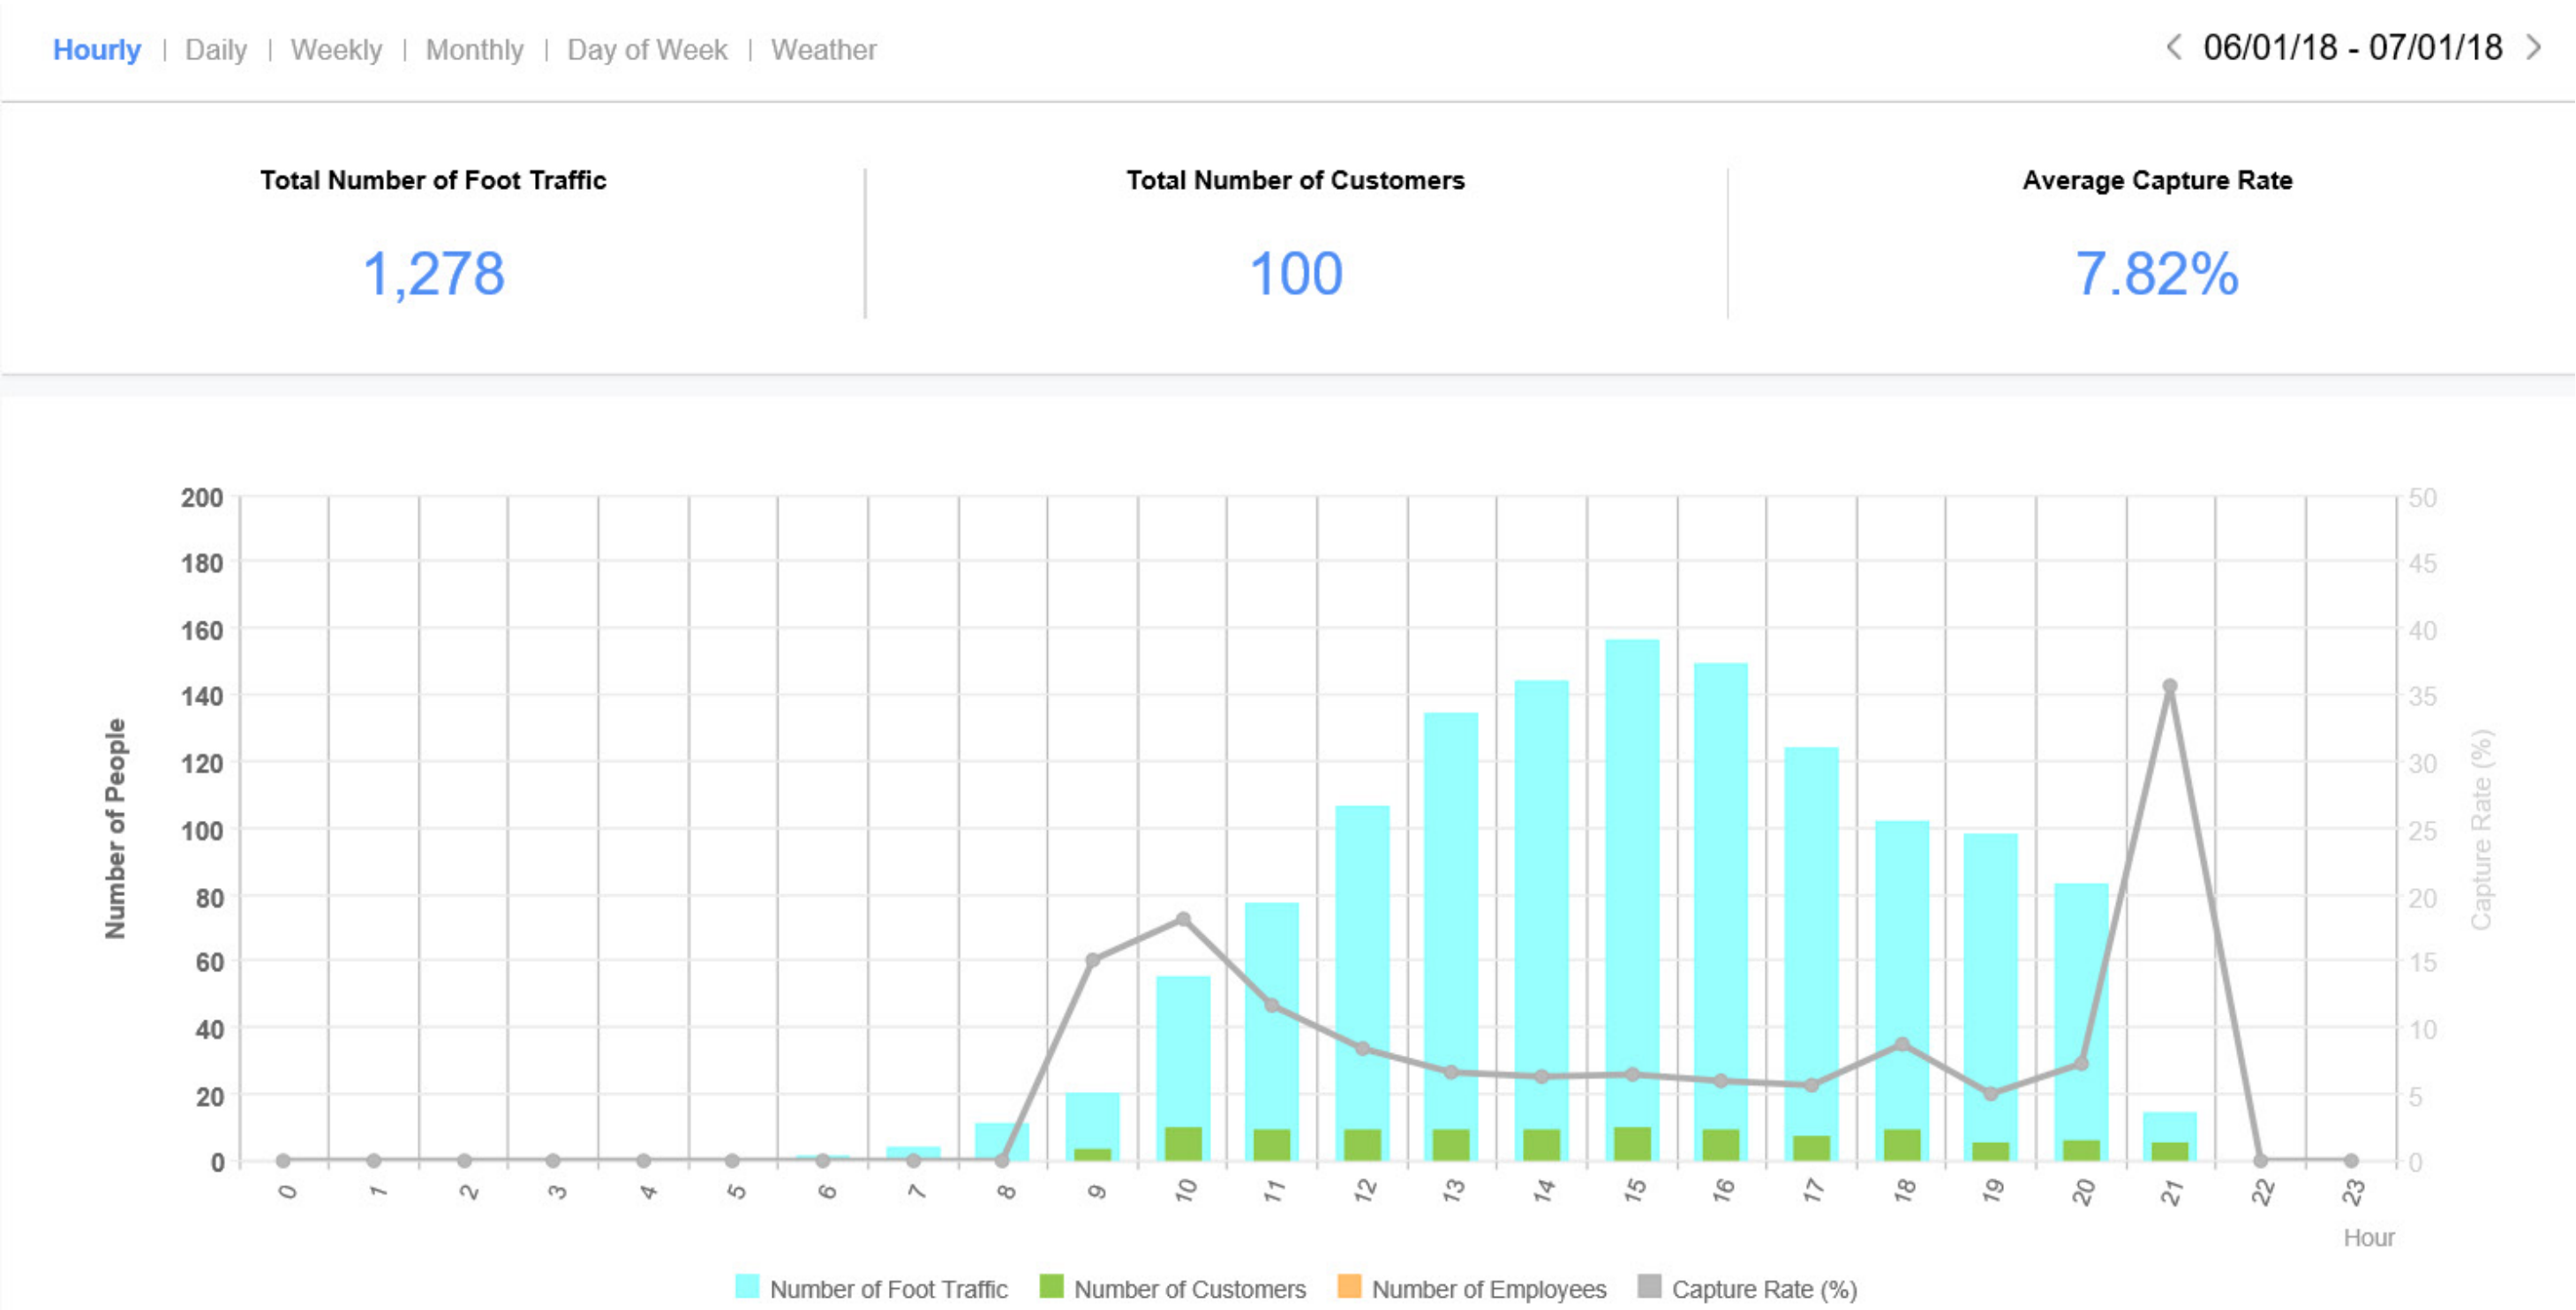 Hourly | Daily | Weekly | Monthly | Day of Week | Weather
< 06/01/18 - 07/01/18 >
Total Number of Foot Traffic
1,278
Total Number of Customers
100
Average Capture Rate
7.82%
Number of People
200
180
160
140
120
100
80
60
40
20
0
50
45
40
35
30
25
20
15
10
5
0
Capture Rate (%)
0 1 2 3 4 5 6 7 8 9 10 11 12 13 14 15 16 17 18 19 20 21 22 23
Hour
Number of Foot Traffic Number of Customers Number of Employees Capture Rate (%)